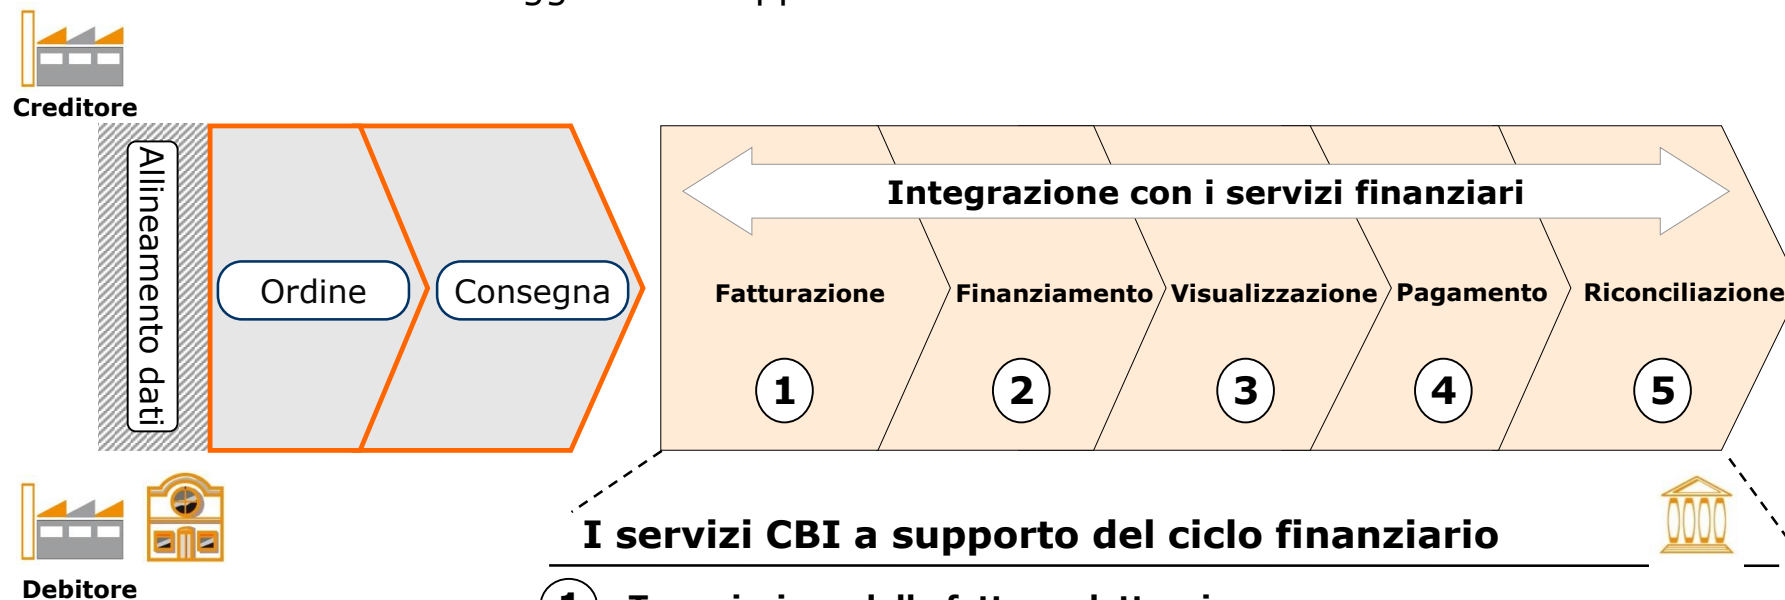 Creditore
Allineamento dati
Ordine
Consegna
Integrazione con i servizi finanziari
Fatturazione
Finanziamento
Visualizzazione
Pagamento
Riconciliazione
1
2
3
4
5
I servizi CBI a supporto del ciclo finanziario
Debitore
1